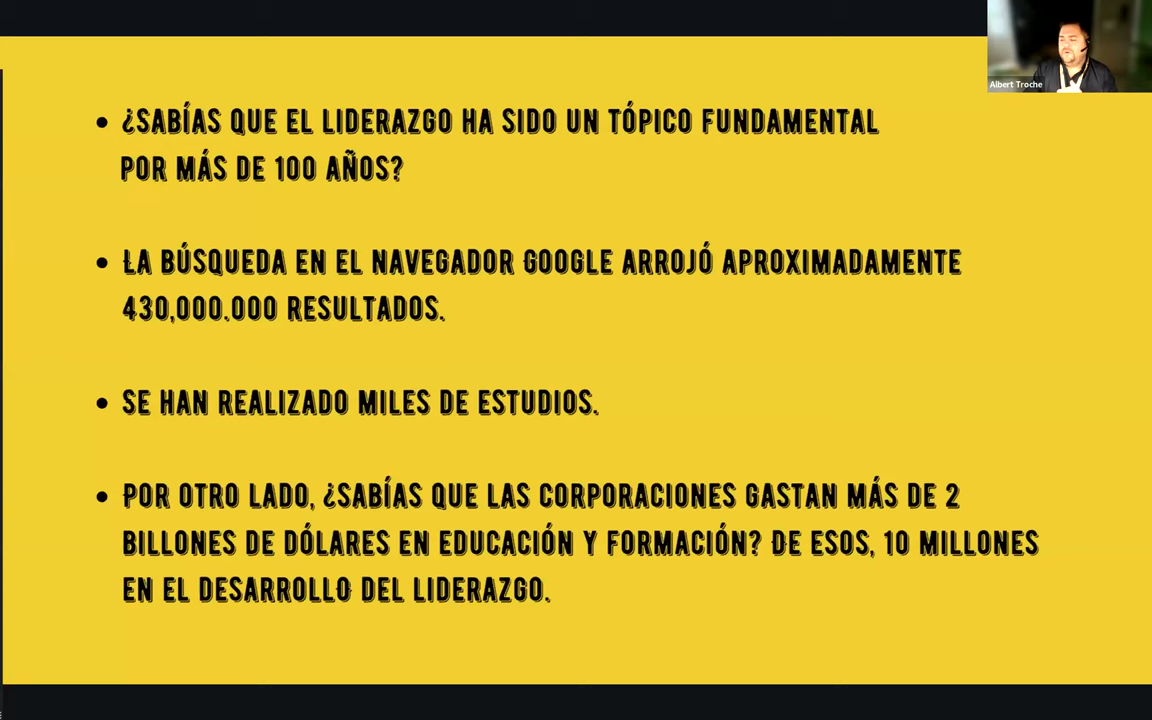 Albert Troche
• ¿SABÍAS QUE EL LIDERAZGO HA SIDO UN TÓPICO FUNDAMENTAL
POR MÁS DE 100 AÑOS?
• LA BÚSQUEDA EN EL NAVEGADOR GOOGLE ARROJÓ APROXIMADAMENTE
430,000.000 RESULTADOS.
• SE HAN REALIZADO MILES DE ESTUDIOS.
• POR OTRO LADO, ¿SABÍAS QUE LAS CORPORACIONES GASTAN MÁS DE 2
BILLONES DE DÓLARES EN EDUCACIÓN Y FORMACIÓN? DE ESOS, 10 MILLONES
EN EL DESARROLLO DEL LIDERAZGO.